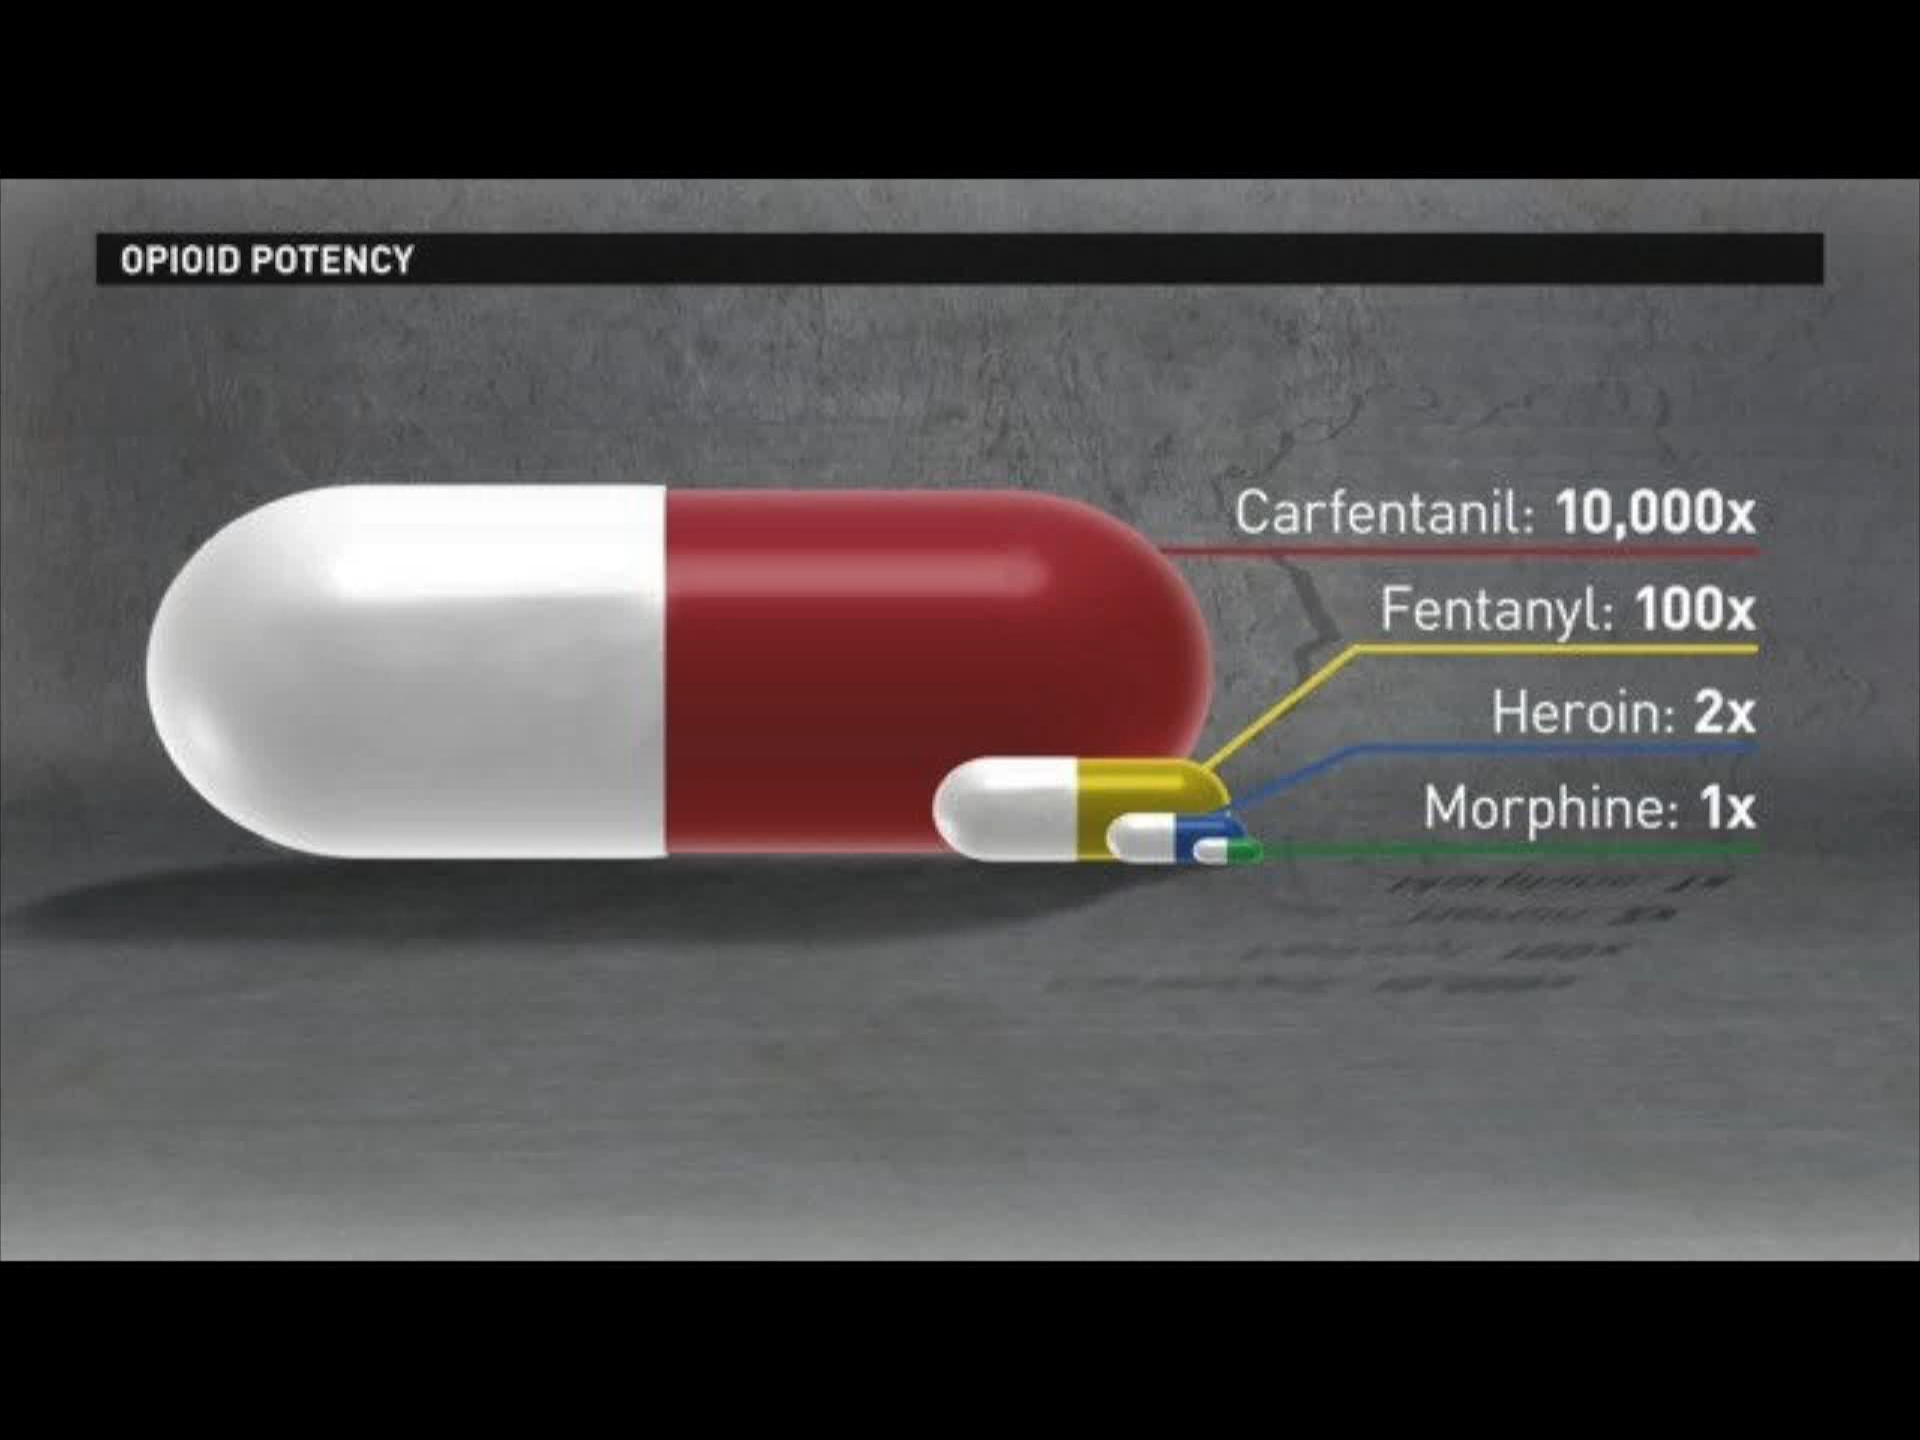 OPIOID POTENCY
Carfentanil: 10,000x
Fentanyl: 100x
Heroin: 2x
Morphine: 1x